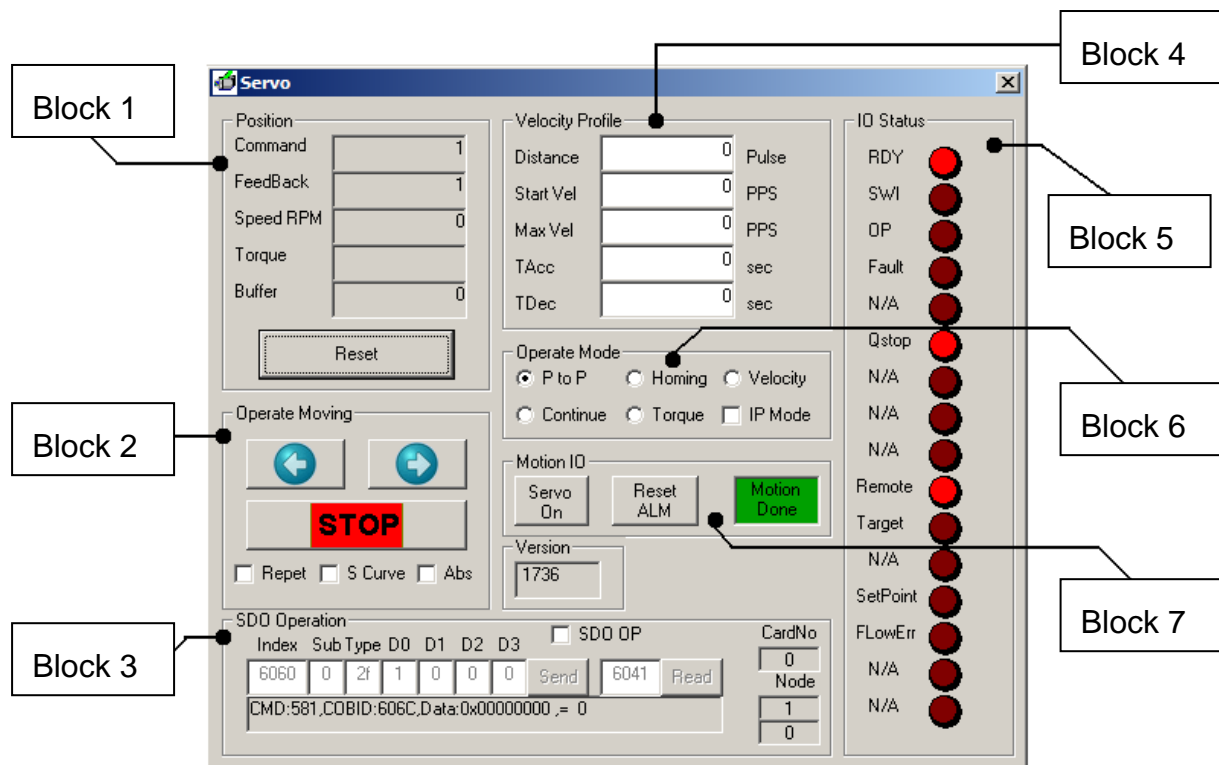 Block 4
Block 1
Servo
Position
Command 1
FeedBack 1
Speed RPM 0
Torque
Buffer 0
Reset
Velocity Profile
Distance 0 Pulse
Start Vel 0 PPS
Max Vel 0 PPS
TAcc 0 sec
TDec 0 sec
IO Status
RDY
SWI
OP
Fault
N/A
Qstop
N/A
N/A
N/A
Remote
Target
N/A
SetPoint
FLowErr
N/A
N/A
Block 5
Operate Mode
P to P Homing Velocity
Continue Torque IP Mode
Block 6
Block 2
Operate Moving
STOP
Repet S Curve Abs
Motion IO
Servo On
Reset ALM
Motion Done
Version
1736
Block 7
Block 3
SDO Operation
SDO OP
Index Sub Type D0 D1 D2 D3
6060 0 2f 1 0 0 0 Send 6041 Read
CMD:581,COBID:606C,Data:0x00000000 ,= 0
CardNo
0
Node
1
0